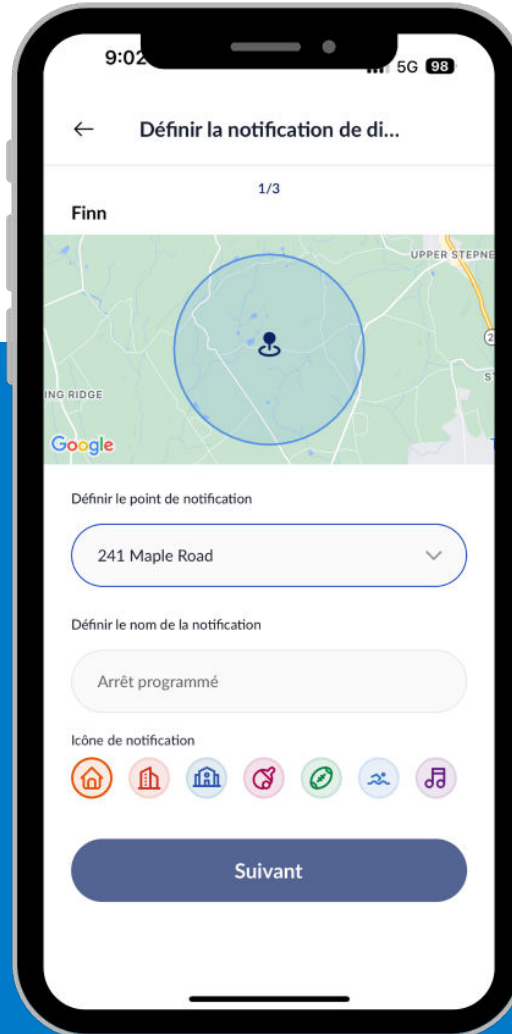 9:02
5G 98
Définir la notification de di...
1/3
Finn
UPPER STEPNE
ING RIDGE
Google
Définir le point de notification
241 Maple Road
Définir le nom de la notification
Arrêt programmé
Icône de notification
Suivant